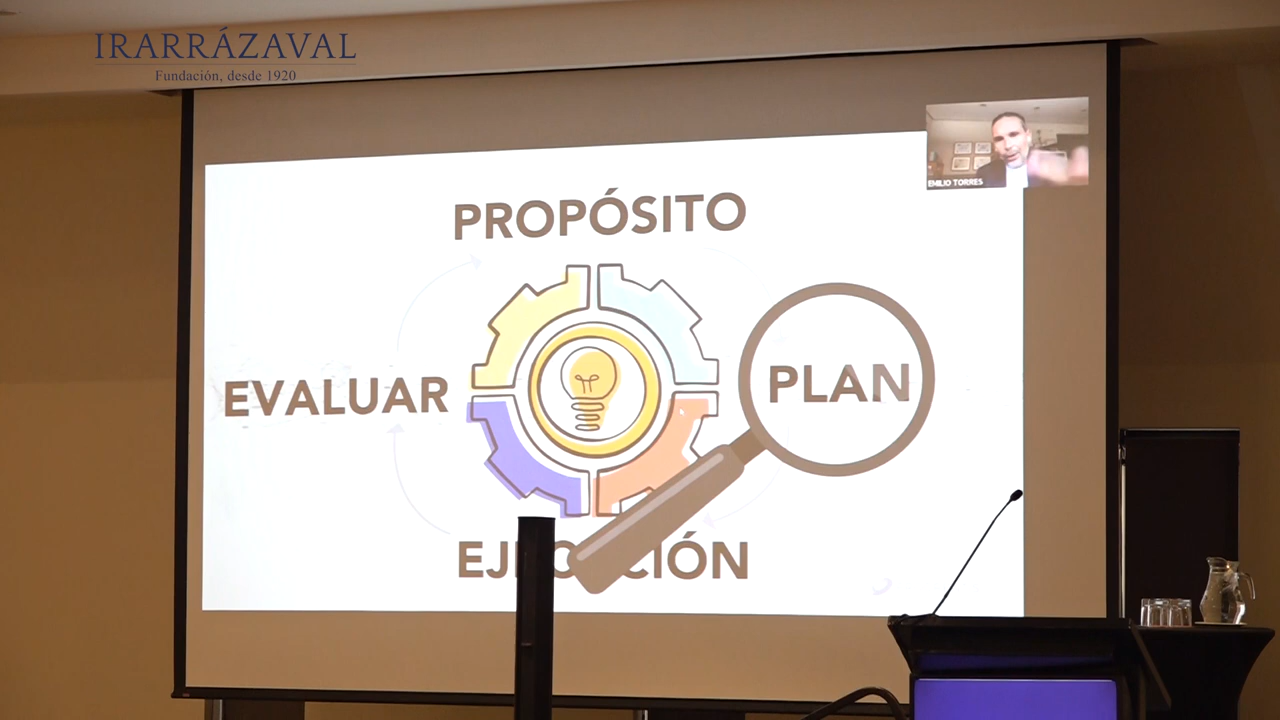 IRARRÁZAVAL
Fundación, desde 1920
EMILIO TORRES
PROPÓSITO
EVALUAR
PLAN